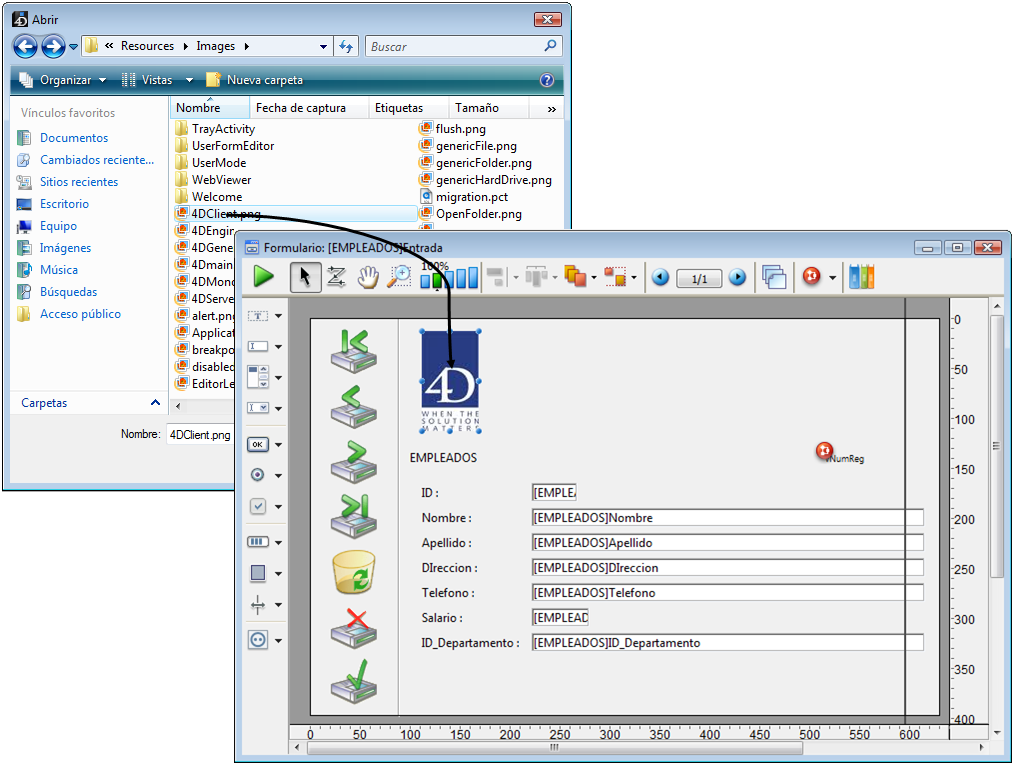 Abrir
« Resources Images Buscar
Organizar Vistas Nueva carpeta
Vínculos favoritos
Documentos
Cambiados reciente...
Sitios recientes
Escritorio
Equipo
Imágenes
Música
Búsquedas
Acceso público
Carpetas
Nombre Fecha de captura Etiquetas Tamaño »
TrayActivity
UserFormEditor
UserMode
WebViewer
Welcome
4DClient.png
4DEngin
4DGene
4Dmain
4DMono
4DServe
alert.png
Applicat
breakpo
disabled
EditorLe
flush.png
genericFile.png
genericFolder.png
genericHardDrive.png
migration.pct
OpenFolder.png
Nombre: 4DClient.png
Formulario: [EMPLEADOS]Entrada
100%
1/1
OK
4D
WHEN THE
SOLUTION
MATTERS
EMPLEADOS
vNumReg
ID : [EMPLEA
Nombre : [EMPLEADOS]Nombre
Apellido : [EMPLEADOS]Apellido
DIreccion : [EMPLEADOS]DIreccion
Telefono : [EMPLEADOS]Telefono
Salario : [EMPLEAD
ID_Departamento : [EMPLEADOS]ID_Departamento
0
50
100
150
200
250
300
350
400
0 50 100 150 200 250 300 350 400 450 500 550 600